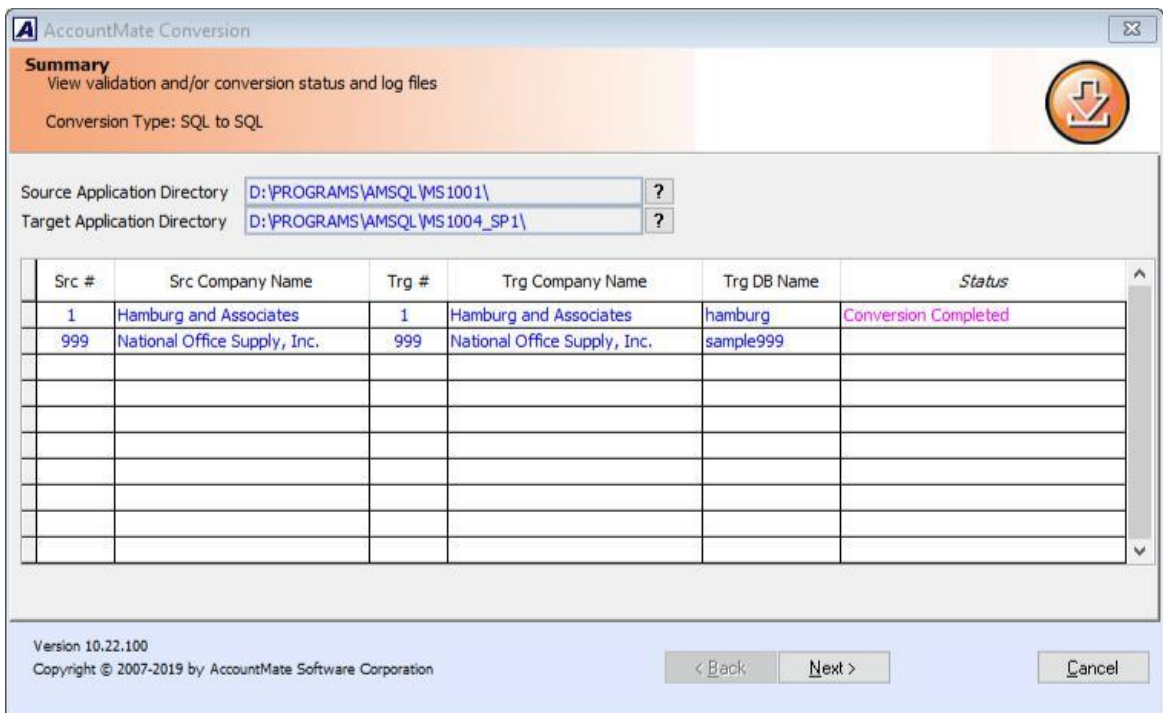 A AccountMate Conversion
Summary
View validation and/or conversion status and log files
Conversion Type: SQL to SQL
Source Application Directory D:\PROGRAMS\AMSQL\MS1001\ ?
Target Application Directory D:\PROGRAMS\AMSQL\MS1004_SP1\ ?
Src # Src Company Name Trg # Trg Company Name Trg DB Name Status
1 Hamburg and Associates 1 Hamburg and Associates hamburg Conversion Completed
999 National Office Supply, Inc. 999 National Office Supply, Inc. sample999
Version 10.22.100
Copyright © 2007-2019 by AccountMate Software Corporation
< Back Next > Cancel